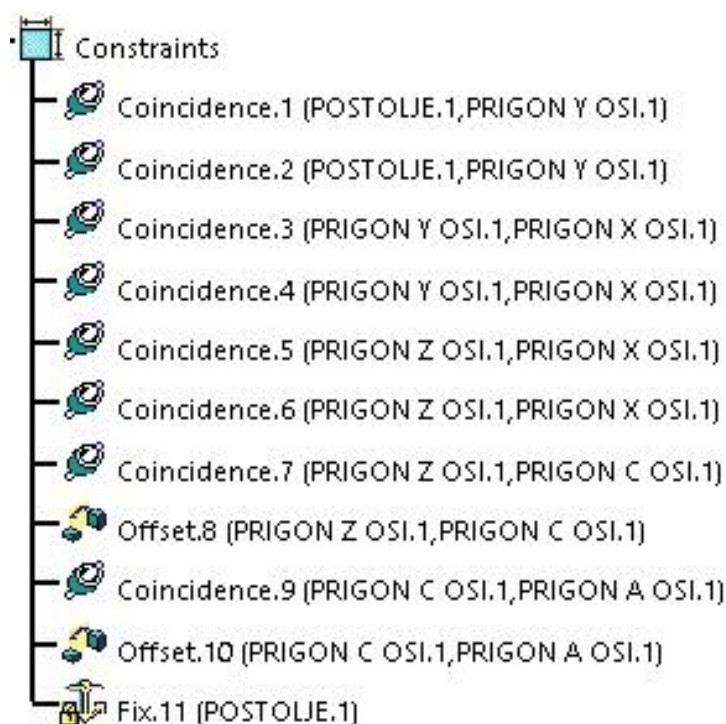 Constraints
Coincidence.1 (POSTOLJE.1,PRIGON Y OSI.1)
Coincidence.2 (POSTOLJE.1,PRIGON Y OSI.1)
Coincidence.3 (PRIGON Y OSI.1,PRIGON X OSI.1)
Coincidence.4 (PRIGON Y OSI.1,PRIGON X OSI.1)
Coincidence.5 (PRIGON Z OSI.1,PRIGON X OSI.1)
Coincidence.6 (PRIGON Z OSI.1,PRIGON X OSI.1)
Coincidence.7 (PRIGON Z OSI.1,PRIGON C OSI.1)
Offset.8 (PRIGON Z OSI.1,PRIGON C OSI.1)
Coincidence.9 (PRIGON C OSI.1,PRIGON A OSI.1)
Offset.10 (PRIGON C OSI.1,PRIGON A OSI.1)
Fix.11 (POSTOLJE.1)